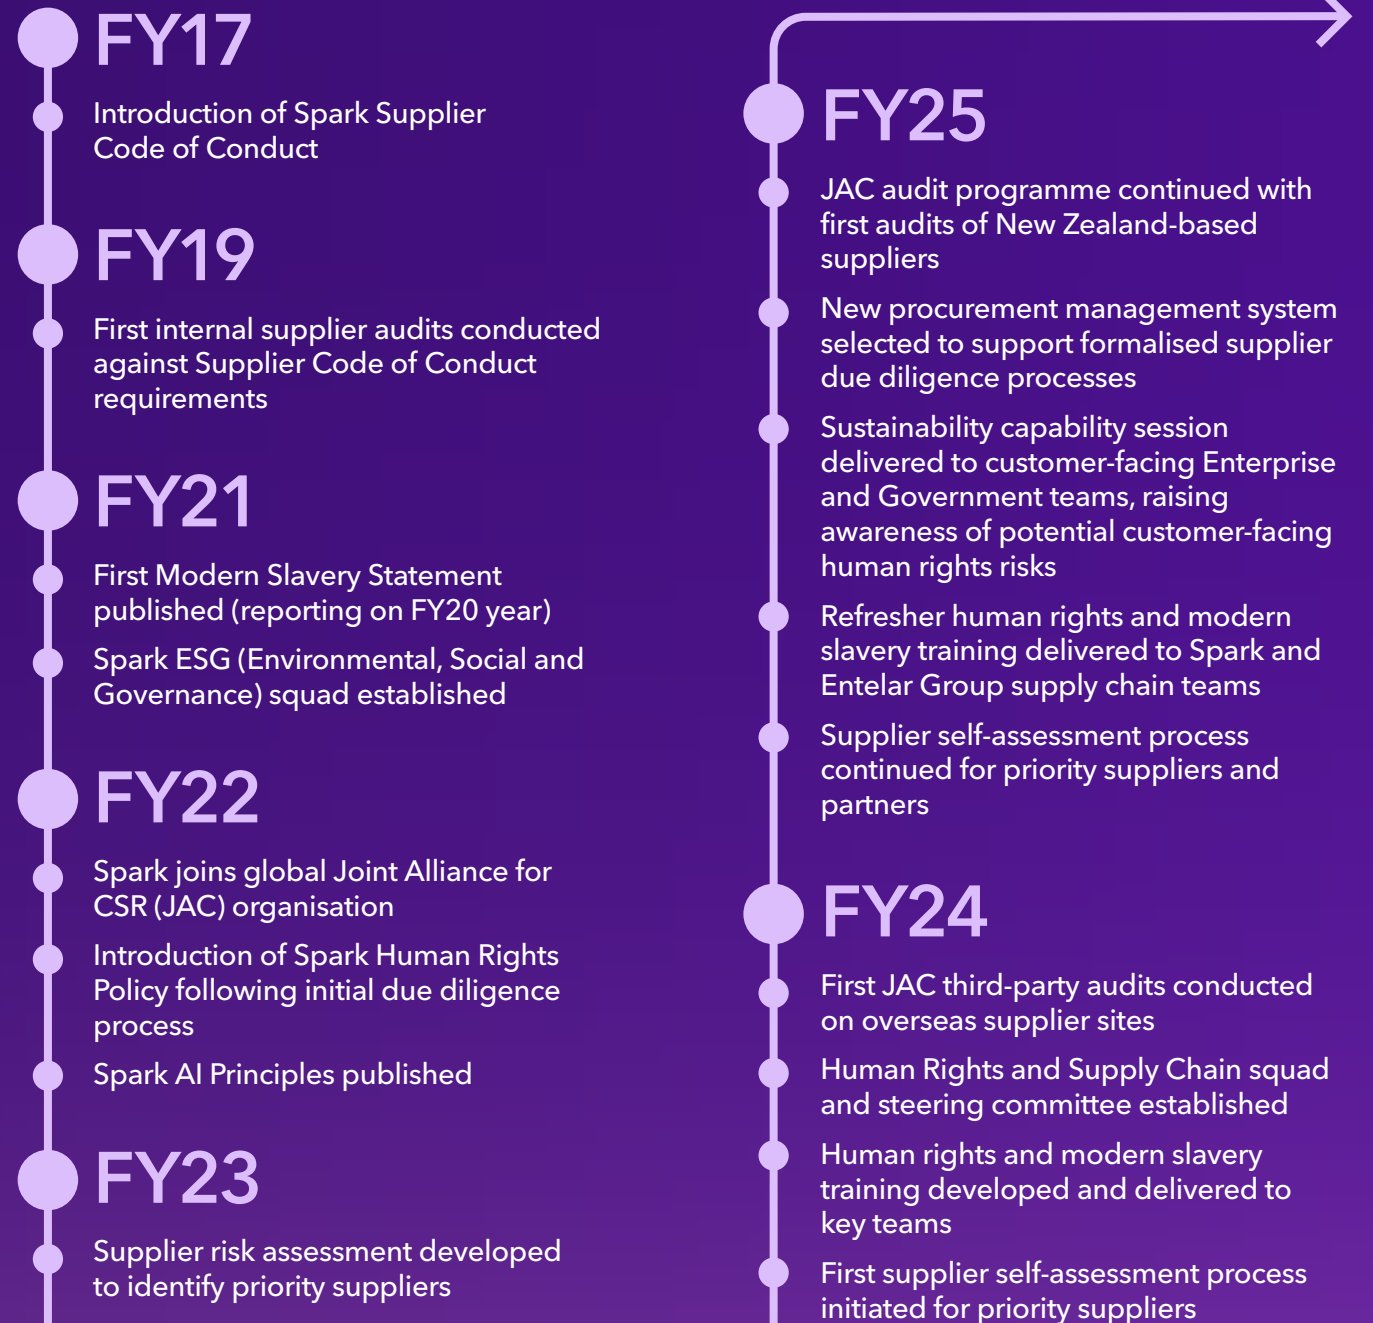 FY17
Introduction of Spark Supplier
Code of Conduct
FY19
First internal supplier audits conducted
against Supplier Code of Conduct
requirements
FY21
First Modern Slavery Statement
published (reporting on FY20 year)
Spark ESG (Environmental, Social and
Governance) squad established
FY22
Spark joins global Joint Alliance for
CSR (JAC) organisation
Introduction of Spark Human Rights
Policy following initial due diligence
process
Spark AI Principles published
FY23
Supplier risk assessment developed
to identify priority suppliers
FY25
JAC audit programme continued with
first audits of New Zealand-based
suppliers
New procurement management system
selected to support formalised supplier
due diligence processes
Sustainability capability session
delivered to customer-facing Enterprise
and Government teams, raising
awareness of potential customer-facing
human rights risks
Refresher human rights and modern
slavery training delivered to Spark and
Entelar Group supply chain teams
Supplier self-assessment process
continued for priority suppliers and
partners
FY24
First JAC third-party audits conducted
on overseas supplier sites
Human Rights and Supply Chain squad
and steering committee established
Human rights and modern slavery
training developed and delivered to
key teams
First supplier self-assessment process
initiated for priority suppliers